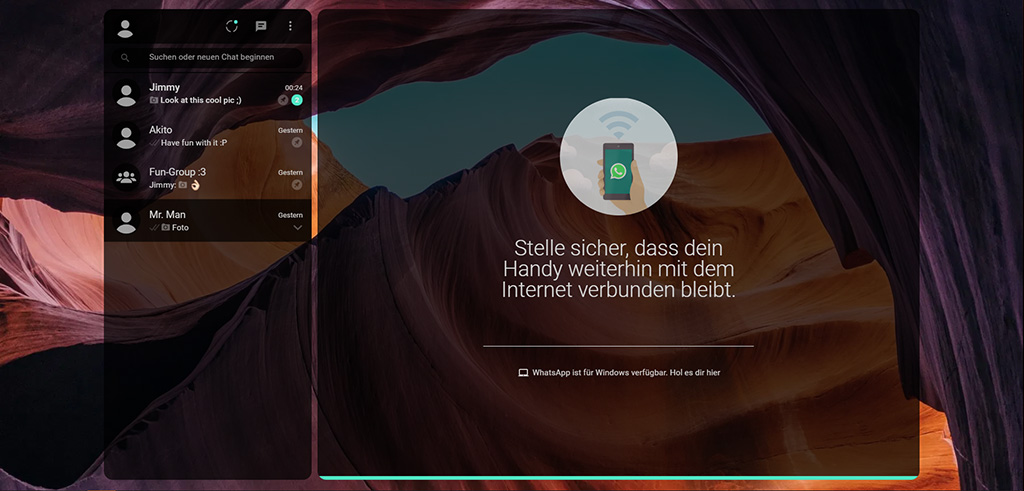 Suchen oder neuen Chat beginnen
Jimmy 00:24
Look at this cool pic ;) 2
Akito Gestern
Have fun with it :P
Fun-Group :3 Gestern
Jimmy: 👌🏻
Mr. Man Gestern
Foto
Stelle sicher, dass dein
Handy weiterhin mit dem
Internet verbunden bleibt.
WhatsApp ist für Windows verfügbar. Hol es dir hier